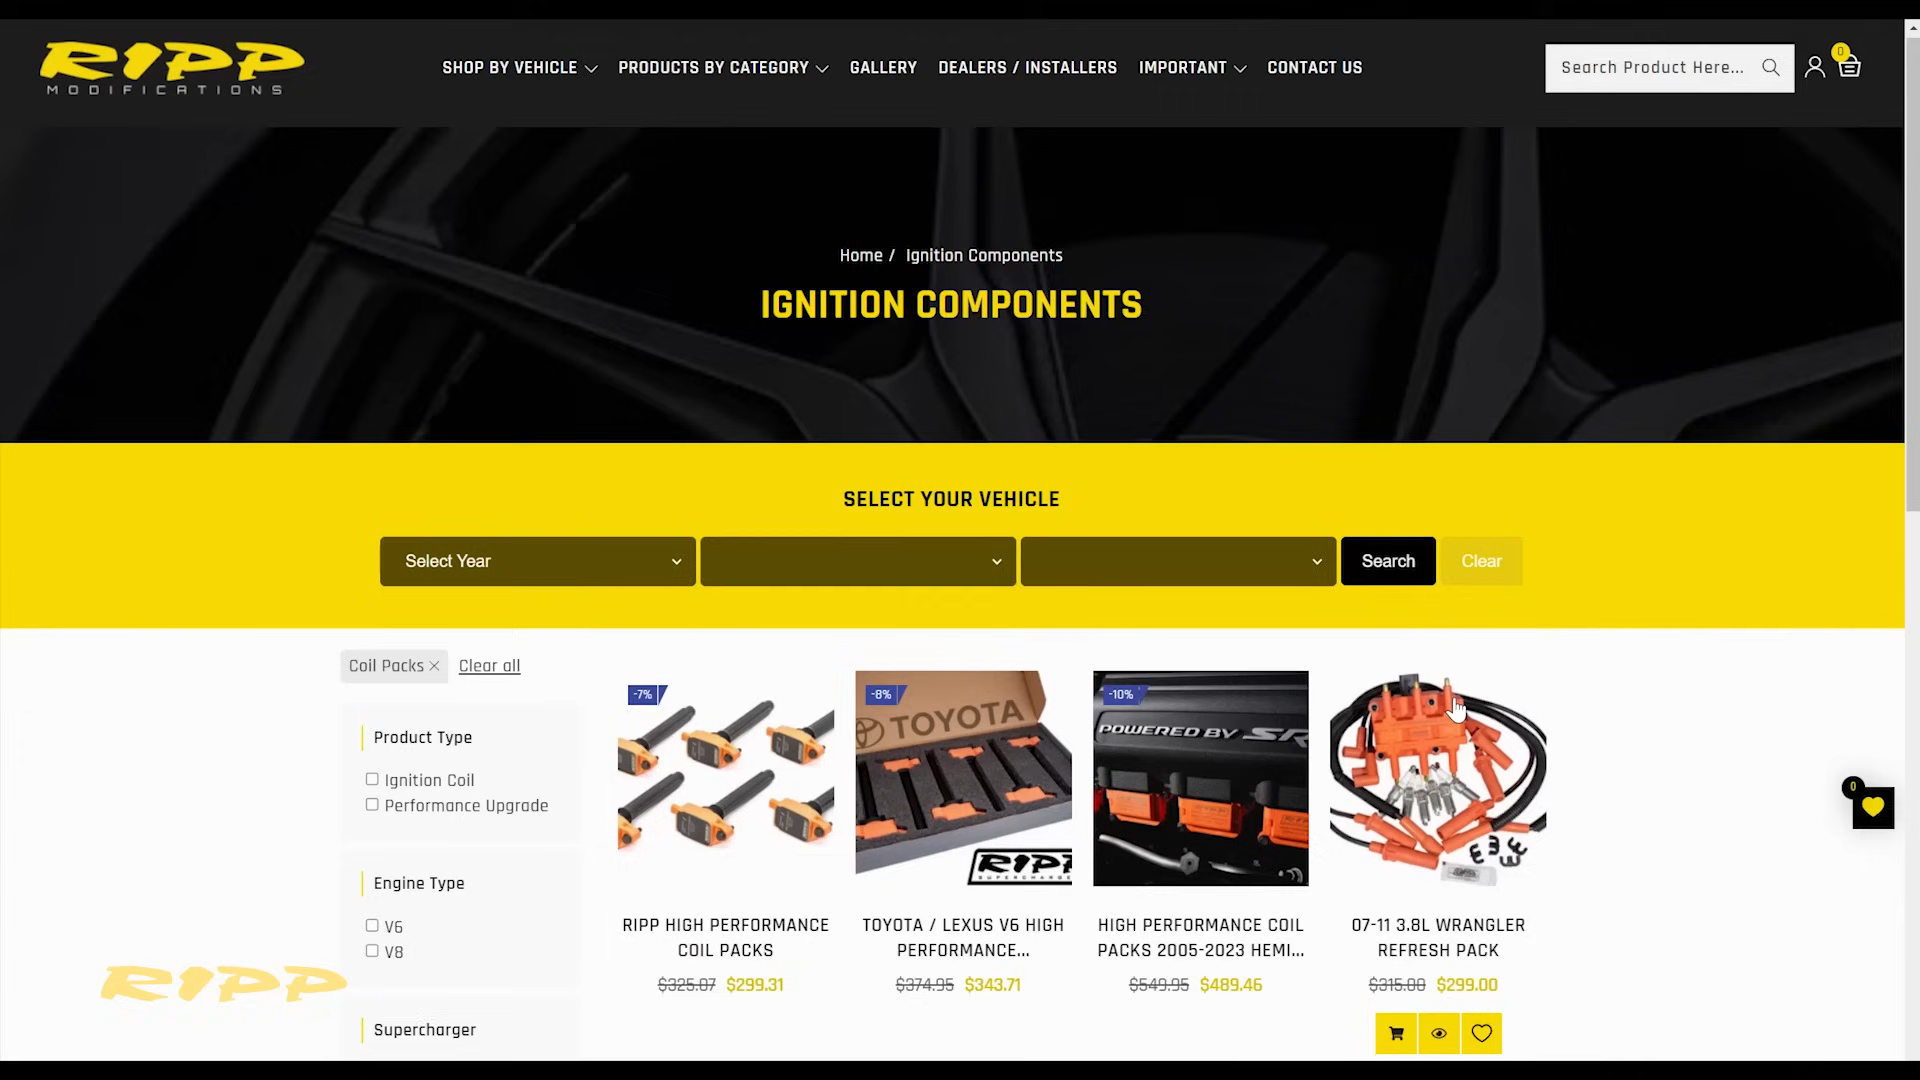 RIPP
MODIFICATIONS
SHOP BY VEHICLE
PRODUCTS BY CATEGORY
GALLERY
DEALERS / INSTALLERS
IMPORTANT
CONTACT US
Search Product Here...
0
Home / Ignition Components
IGNITION COMPONENTS
SELECT YOUR VEHICLE
Select Year
Search
Clear
Coil Packs
Clear all
Product Type
Ignition Coil
Performance Upgrade
Engine Type
V6
V8
Supercharger
-7%
RIPP HIGH PERFORMANCE
COIL PACKS
$325.07 $299.31
-8%
TOYOTA
RIPP
SUPERCHARGE
TOYOTA / LEXUS V6 HIGH
PERFORMANCE...
$374.95 $343.71
-10%
POWERED BY SR
HIGH PERFORMANCE COIL
PACKS 2005-2023 HEMI...
$549.95 $489.46
07-11 3.8L WRANGLER
REFRESH PACK
$315.00 $299.00
0
RIPP